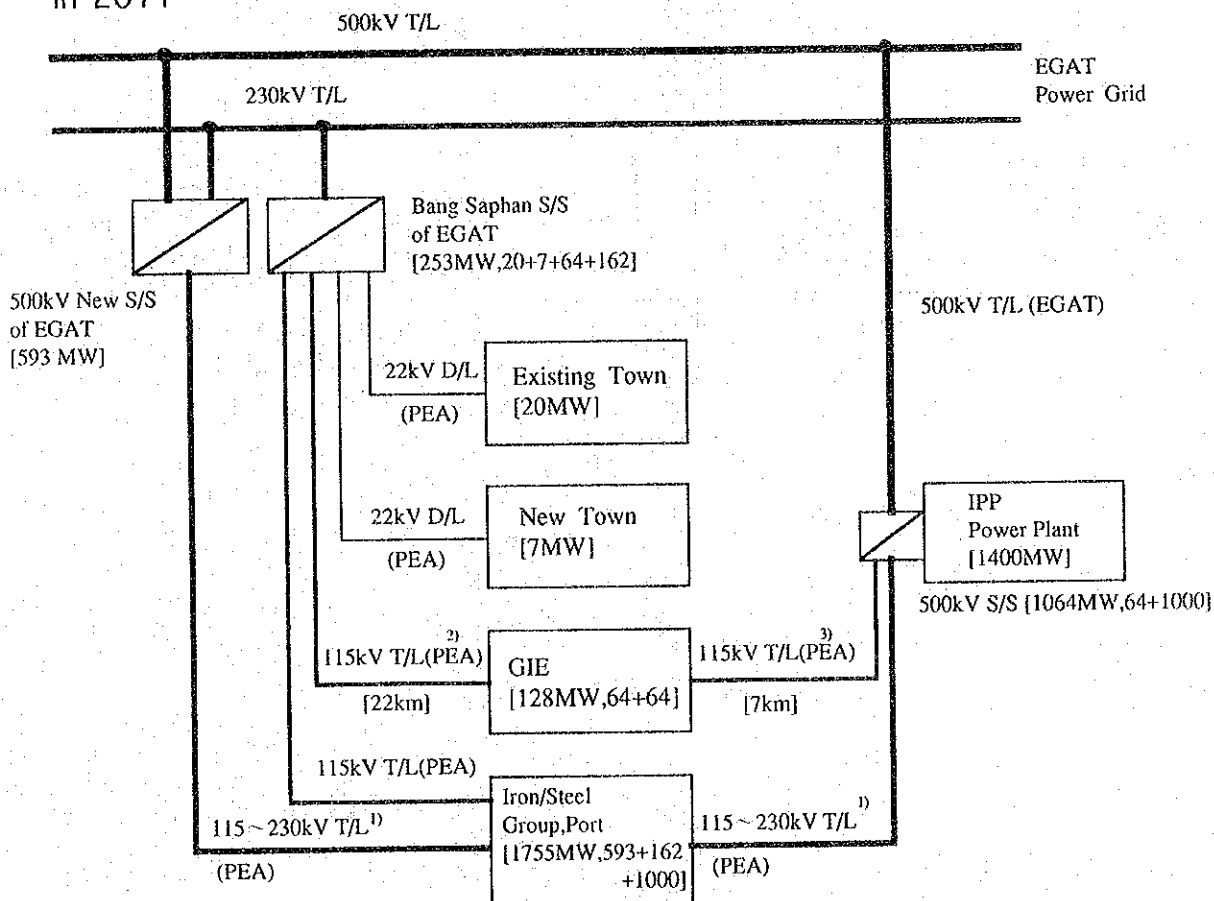 500kV T/L
EGAT
Power Grid
230kV T/L
Bang Saphan S/S
of EGAT
[253MW,20+7+64+162]
500kV New S/S
of EGAT
[593 MW]
500kV T/L (EGAT)
22kV D/L
(PEA)
Existing Town
[20MW]
22kV D/L
(PEA)
New Town
[7MW]
IPP
Power Plant
[1400MW]
500kV S/S [1064MW,64+1000]
115kV T/L(PEA) 2)
[22km]
GIE
[128MW,64+64]
115kV T/L(PEA) 3)
[7km]
115kV T/L(PEA)
115~230kV T/L 1)
(PEA)
Iron/Steel
Group,Port
[1755MW,593+162
+1000]
115~230kV T/L 1)
(PEA)